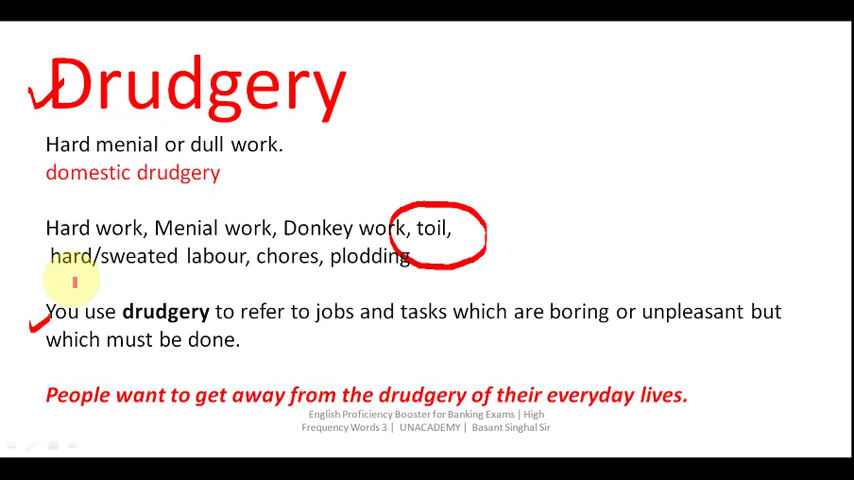 Drudgery
Hard menial or dull work.
domestic drudgery
Hard work, Menial work, Donkey work, toil,
hard/sweated labour, chores, plodding
You use drudgery to refer to jobs and tasks which are boring or unpleasant but
which must be done.
People want to get away from the drudgery of their everyday lives.
English Proficiency Booster for Banking Exams | High
Frequency Words 3 | UNACADEMY | Basant Singhal Sir